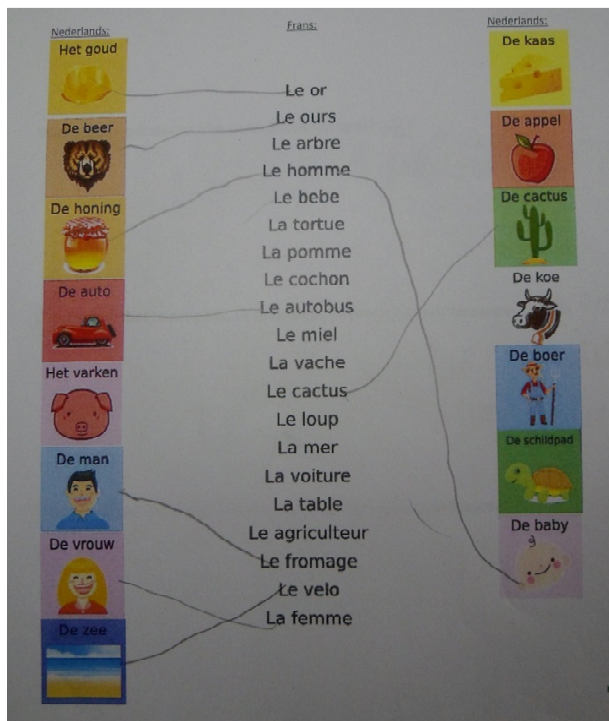 Nederlands:
Het goud
De beer
De honing
De auto
Het varken
De man
De vrouw
De zee
Frans:
Le or
Le ours
Le arbre
Le homme
Le bebe
La tortue
La pomme
Le cochon
Le autobus
Le miel
La vache
Le cactus
Le loup
La mer
La voiture
La table
Le agriculteur
Le fromage
Le velo
La femme
Nederlands:
De kaas
De appel
De cactus
De koe
De boer
De schildpad
De baby